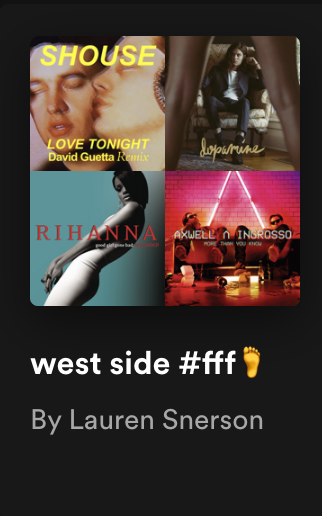 SHOUSE
LOVE TONIGHT
David Guetta Remix
dopamine
RIHANNA
good girl gone bad
AXWELL Λ INGROSSO
MORE THAN YOU KNOW
west side #fff🦶
By Lauren Snerson